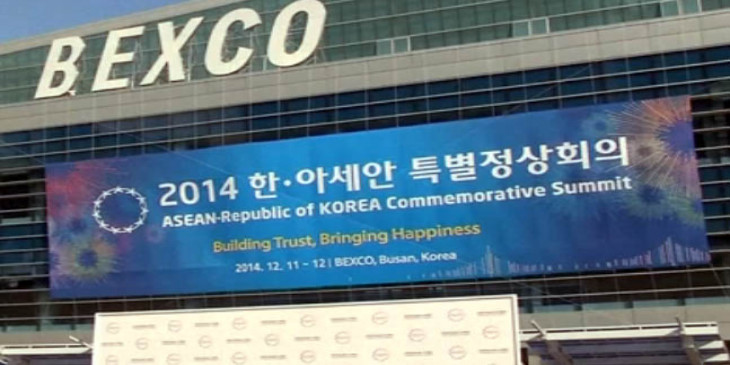 BEXCO
2014 한·아세안 특별정상회의
ASEAN-Republic of KOREA Commemorative Summit
Building Trust, Bringing Happiness
2014. 12. 11 - 12 | BEXCO, Busan, Korea